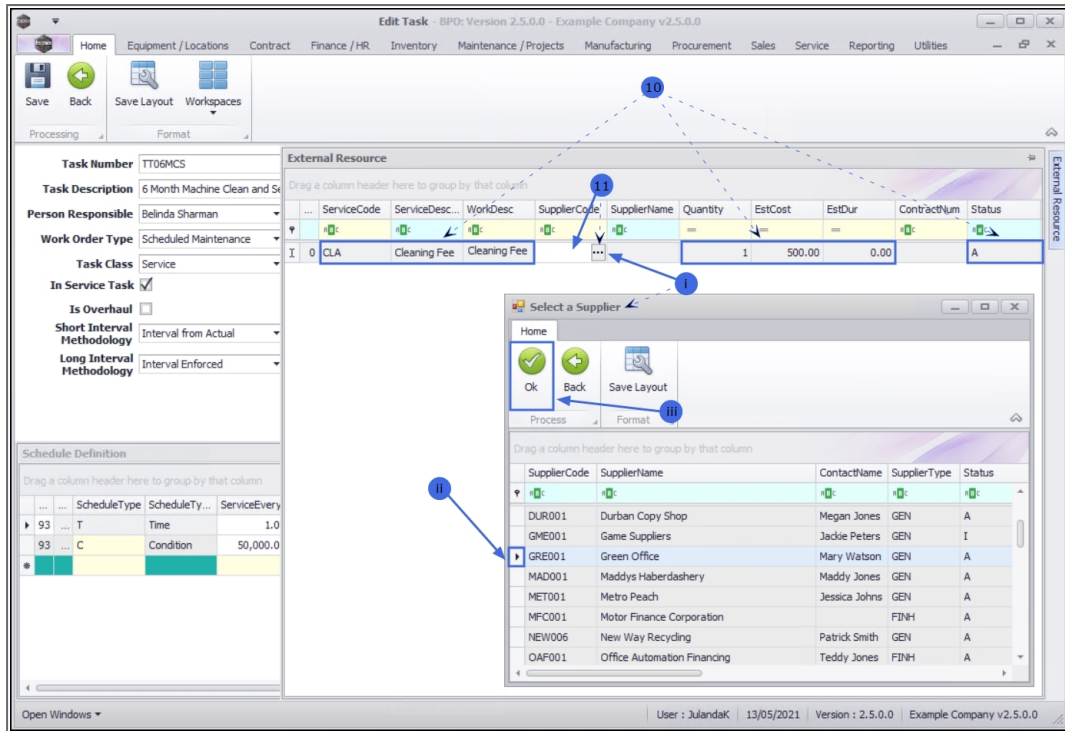 Edit Task - BPO: Version 2.5.0.0 - Example Company v2.5.0.0
Home Equipment / Locations Contract Finance / HR Inventory Maintenance / Projects Manufacturing Procurement Sales Service Reporting Utilities
Save Back Save Layout Workspaces
Processing Format
10
Task Number TT06MCS
Task Description 6 Month Machine Clean and Se
Person Responsible Belinda Sharman
Work Order Type Scheduled Maintenance
Task Class Service
In Service Task
Is Overhaul
Short Interval Methodology Interval from Actual
Long Interval Methodology Interval Enforced
External Resource
External Resource
Drag a column header here to group by that column
11
... ServiceCode ServiceDesc... WorkDesc SupplierCode SupplierName Quantity EstCost EstDur ContractNum Status
0 CLA Cleaning Fee Cleaning Fee ... 1 500.00 0.00 A
i
Select a Supplier
Home
Ok Back Save Layout
Process Format
iii
Drag a column header here to group by that column
SupplierCode SupplierName ContactName SupplierType Status
ii
DUR001 Durban Copy Shop Megan Jones GEN A
GME001 Game Suppliers Jackie Peters GEN I
GRE001 Green Office Mary Watson GEN A
MAD001 Maddys Haberdashery Maddy Jones GEN A
MET001 Metro Peach Jessica Johns GEN A
MFC001 Motor Finance Corporation FINH A
NEW006 New Way Recycling Patrick Smith GEN A
OAF001 Office Automation Financing Teddy Jones FINH A
Schedule Definition
Drag a column header here to group by that column
... ... ScheduleType ScheduleTy... ServiceEvery
93 ... T Time 1.0
93 ... C Condition 50,000.0
Open Windows User : JulandaK 13/05/2021 Version : 2.5.0.0 Example Company v2.5.0.0